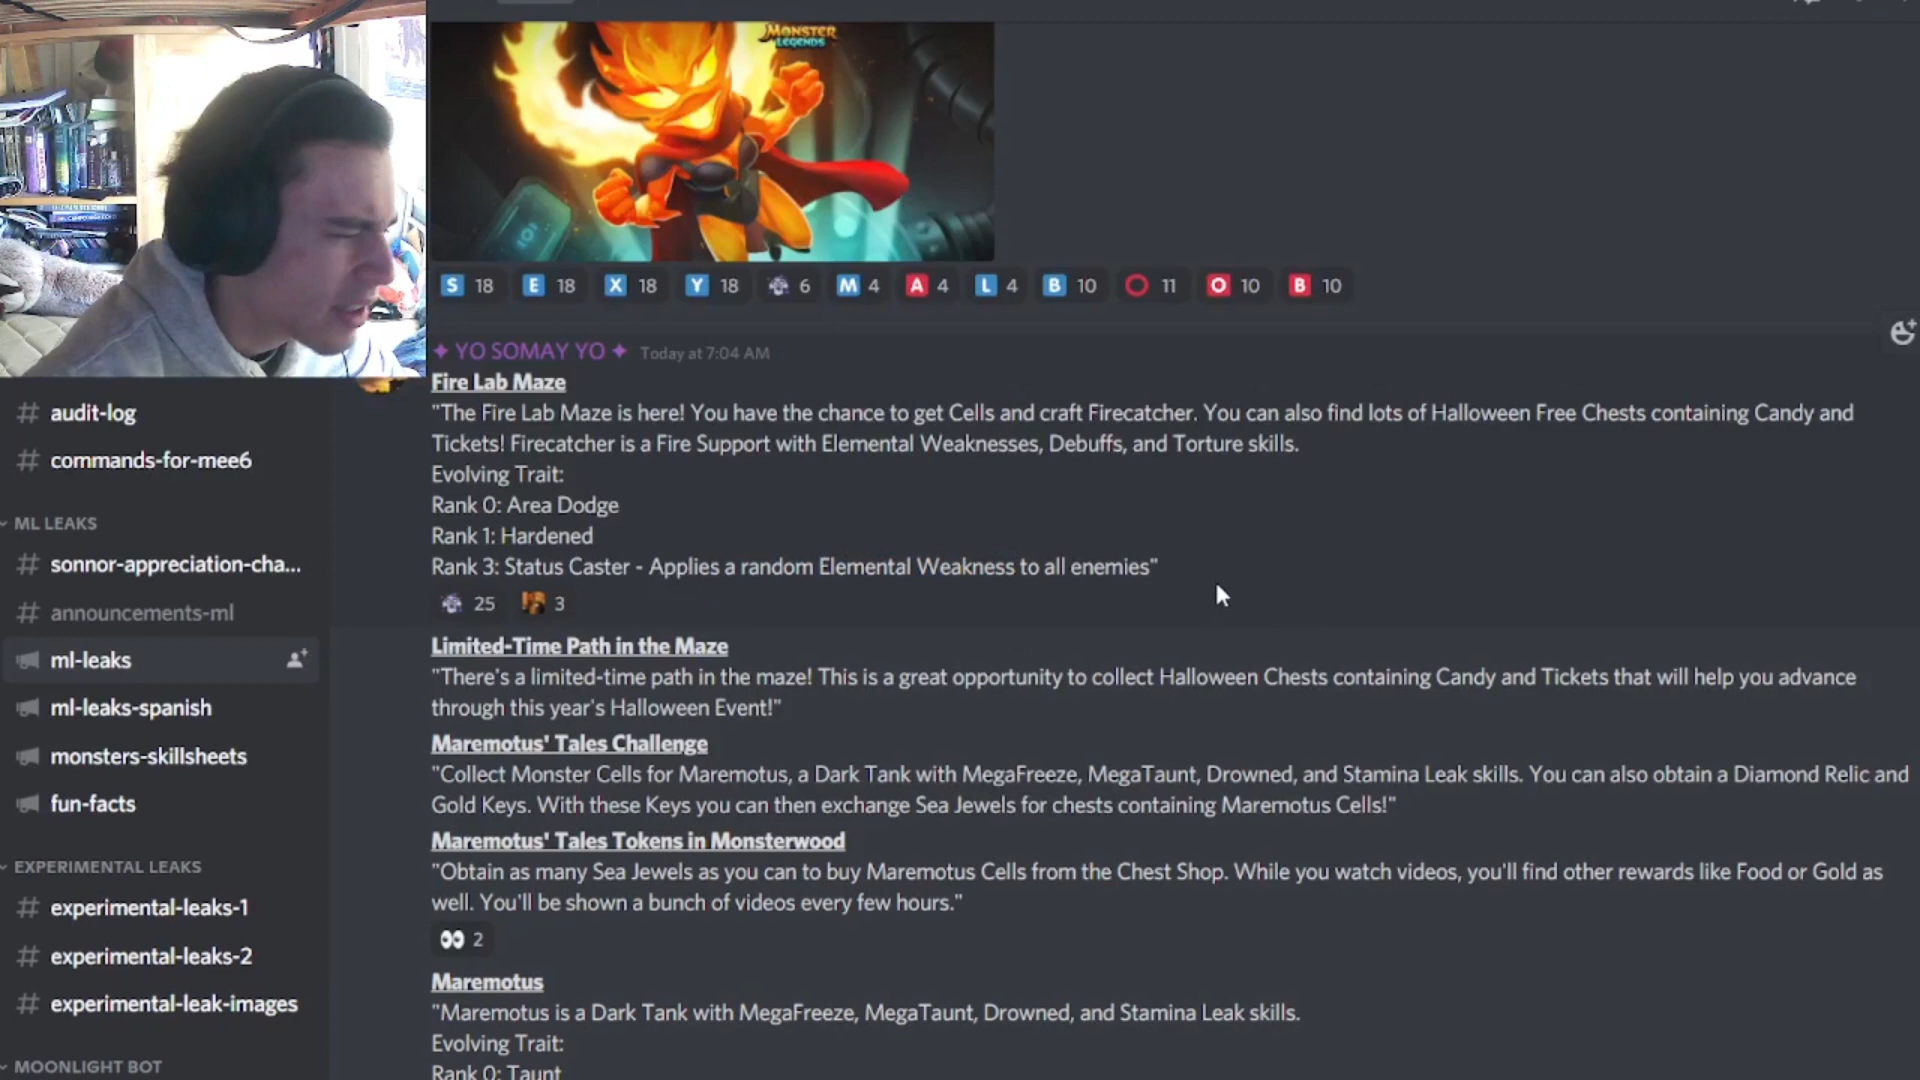 MONSTER
LEGENDS
S 18 E 18 X 18 Y 18 6 M 4 A 4 L 4 B 10 11 O 10 B 10
✦ YO SOMAY YO ✦ Today at 7:04 AM
Fire Lab Maze
"The Fire Lab Maze is here! You have the chance to get Cells and craft Firecatcher. You can also find lots of Halloween Free Chests containing Candy and
Tickets! Firecatcher is a Fire Support with Elemental Weaknesses, Debuffs, and Torture skills.
Evolving Trait:
Rank 0: Area Dodge
Rank 1: Hardened
Rank 3: Status Caster - Applies a random Elemental Weakness to all enemies"
25 3
Limited-Time Path in the Maze
"There's a limited-time path in the maze! This is a great opportunity to collect Halloween Chests containing Candy and Tickets that will help you advance
through this year's Halloween Event!"
Maremotus' Tales Challenge
"Collect Monster Cells for Maremotus, a Dark Tank with MegaFreeze, MegaTaunt, Drowned, and Stamina Leak skills. You can also obtain a Diamond Relic and
Gold Keys. With these Keys you can then exchange Sea Jewels for chests containing Maremotus Cells!"
Maremotus' Tales Tokens in Monsterwood
"Obtain as many Sea Jewels as you can to buy Maremotus Cells from the Chest Shop. While you watch videos, you'll find other rewards like Food or Gold as
well. You'll be shown a bunch of videos every few hours."
👀 2
Maremotus
"Maremotus is a Dark Tank with MegaFreeze, MegaTaunt, Drowned, and Stamina Leak skills.
Evolving Trait:
Rank 0: Taunt
# audit-log
# commands-for-mee6
ML LEAKS
# sonnor-appreciation-cha...
# announcements-ml
ml-leaks
ml-leaks-spanish
monsters-skillsheets
fun-facts
EXPERIMENTAL LEAKS
# experimental-leaks-1
# experimental-leaks-2
# experimental-leak-images
MOONLIGHT BOT